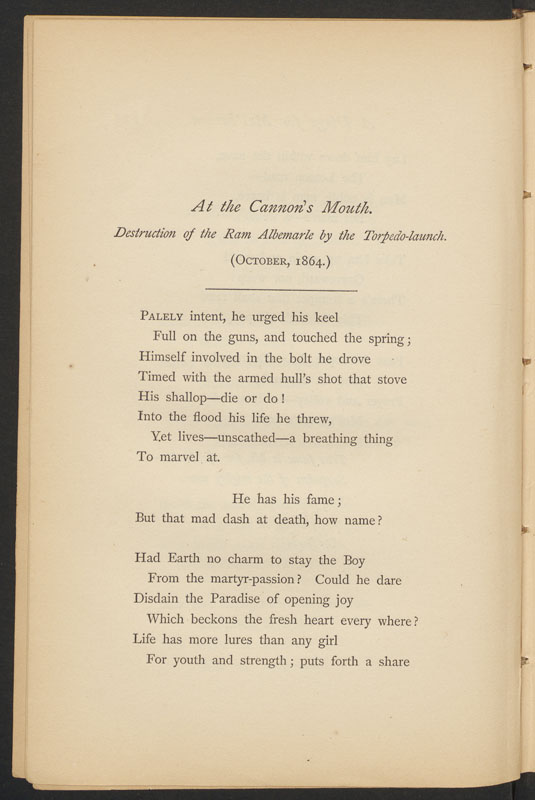 At the Cannon's Mouth.
Destruction of the Ram Albemarle by the Torpedo-launch.
(OCTOBER, 1864.)
PALELY intent, he urged his keel
Full on the guns, and touched the spring;
Himself involved in the bolt he drove
Timed with the armed hull's shot that stove
His shallop—die or do!
Into the flood his life he threw,
Yet lives—unscathed—a breathing thing
To marvel at.
He has his fame;
But that mad dash at death, how name?
Had Earth no charm to stay the Boy
From the martyr-passion? Could he dare
Disdain the Paradise of opening joy
Which beckons the fresh heart every where?
Life has more lures than any girl
For youth and strength; puts forth a share